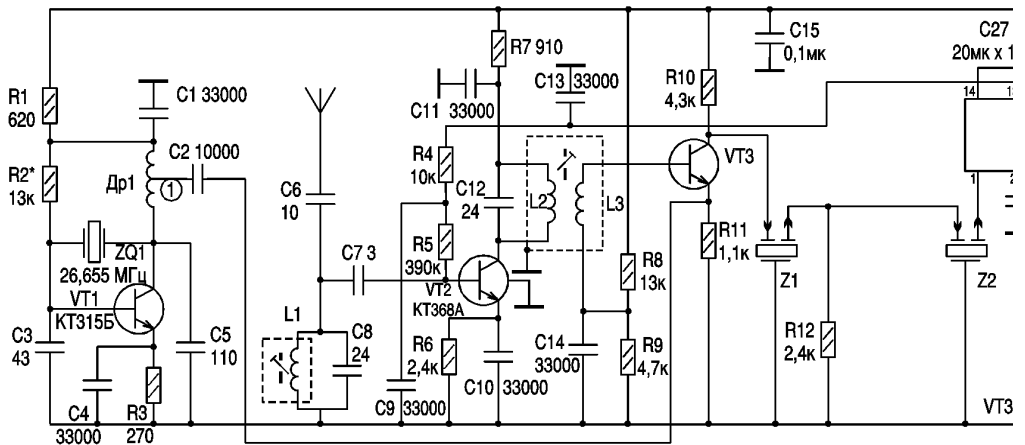 R1
620
R2*
13к
C1 33000
C2 10000
Др1
1
ZQ1
26,655 МГц
VT1
КТ315Б
C3
43
C4
33000
R3
270
C5
110
C6
10
C7 3
L1
C8
24
C9 33000
R4
10к
R5
390к
VT2
КТ368А
R6
2,4к
C10 33000
C11
33000
R7 910
C12
24
C13
33000
L2
L3
C14
33000
R8
13к
R9
4,7к
R10
4,3к
VT3
R11
1,1к
C15
0,1мк
Z1
R12
2,4к
Z2
C27
20мк x 1
14
13
1
2
VT3